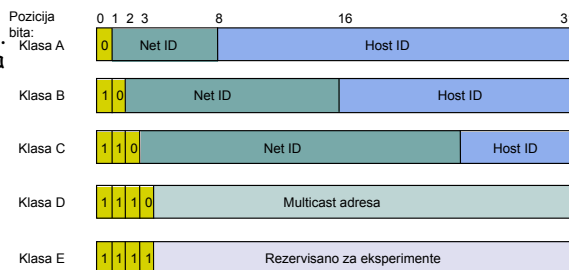 Pozicija bita: 0 1 2 3 8 16 3
Klasa A 0 Net ID Host ID
Klasa B 1 0 Net ID Host ID
Klasa C 1 1 0 Net ID Host ID
Klasa D 1 1 1 0 Multicast adresa
Klasa E 1 1 1 1 Rezervisano za eksperimente